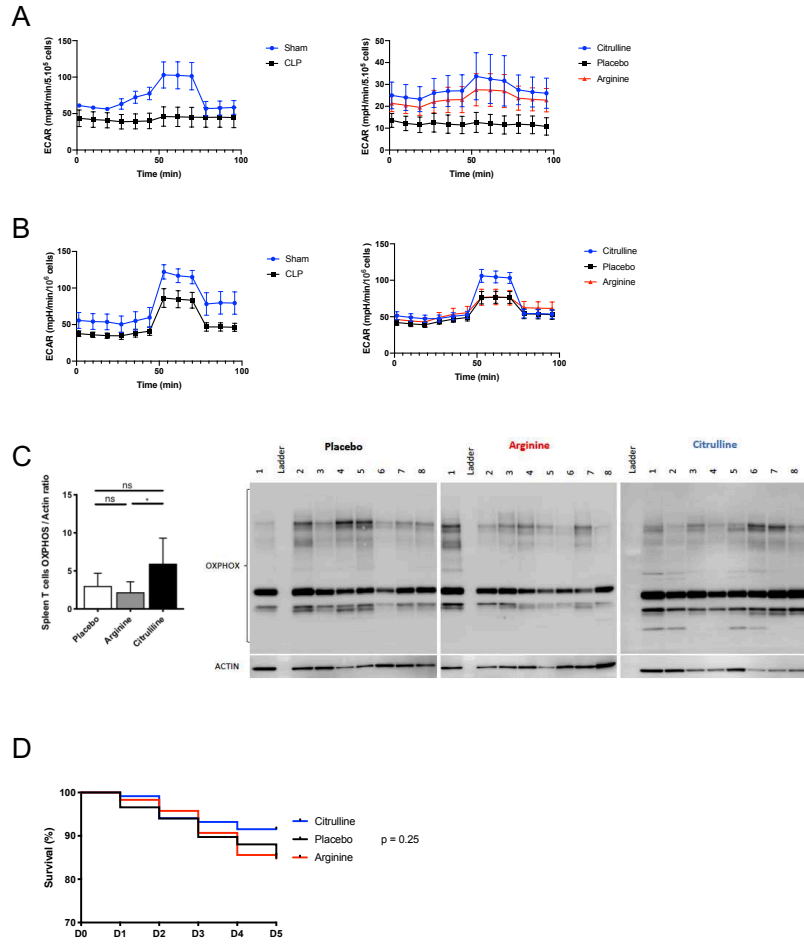 A
ECAR (mpH/min/5.10⁵ cells)
150
100
50
0
0
50
100
Time (min)
Sham
CLP
ECAR (mpH/min/5.10⁵ cells)
50
40
30
20
10
0
0
50
100
Time (min)
Citrulline
Placebo
Arginine
B
ECAR (mpH/min/10⁶ cells)
150
100
50
0
0
50
100
Time (min)
Sham
CLP
ECAR (mpH/min/10⁶ cells)
150
100
50
0
0
50
100
Time (min)
Citrulline
Placebo
Arginine
C
Spleen T cells OXPHOS / Actin ratio
15
10
5
0
ns
ns
*
Placebo
Arginine
Citrulline
Placebo
Arginine
Citrulline
1 Ladder 2 3 4 5 6 7 8
1 Ladder 2 3 4 5 6 7 8
Ladder 1 2 3 4 5 6 7 8
OXPHOX
ACTIN
D
Survival (%)
100
90
80
70
D0 D1 D2 D3 D4 D5
Citrulline
Placebo p = 0.25
Arginine